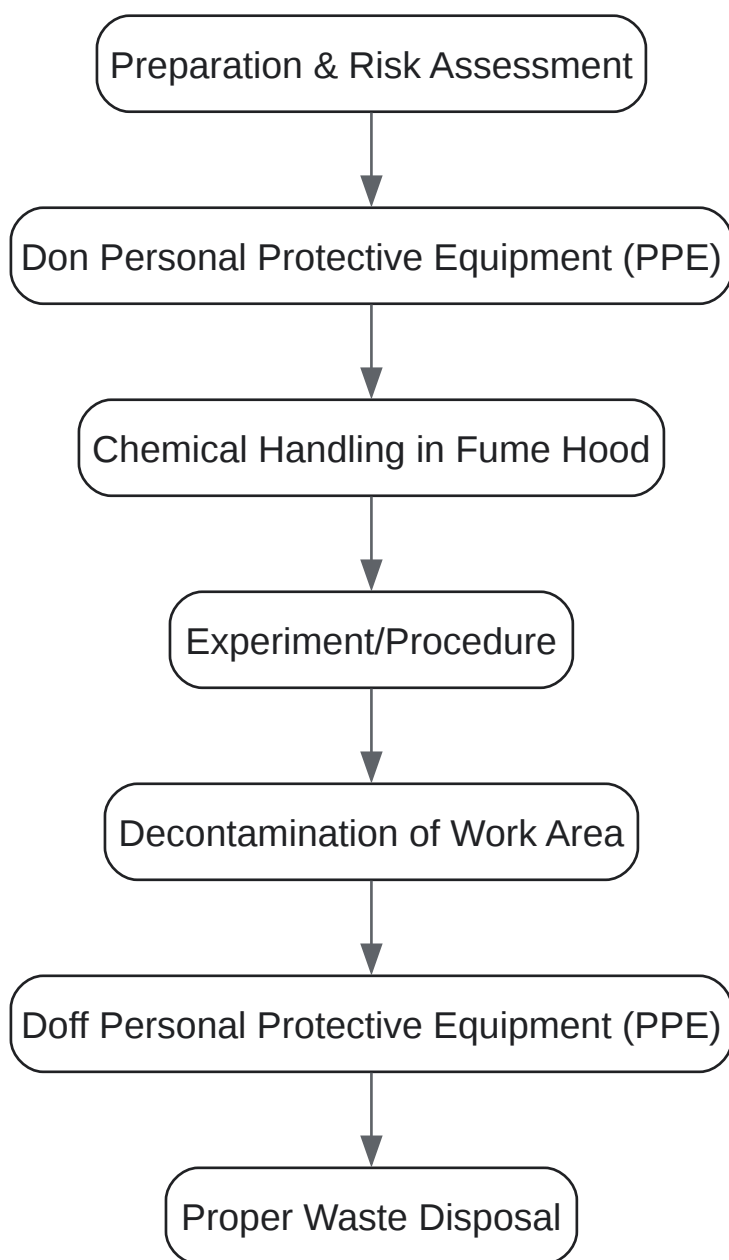 Preparation & Risk Assessment
Don Personal Protective Equipment (PPE)
Chemical Handling in Fume Hood
Experiment/Procedure
Decontamination of Work Area
Doff Personal Protective Equipment (PPE)
Proper Waste Disposal